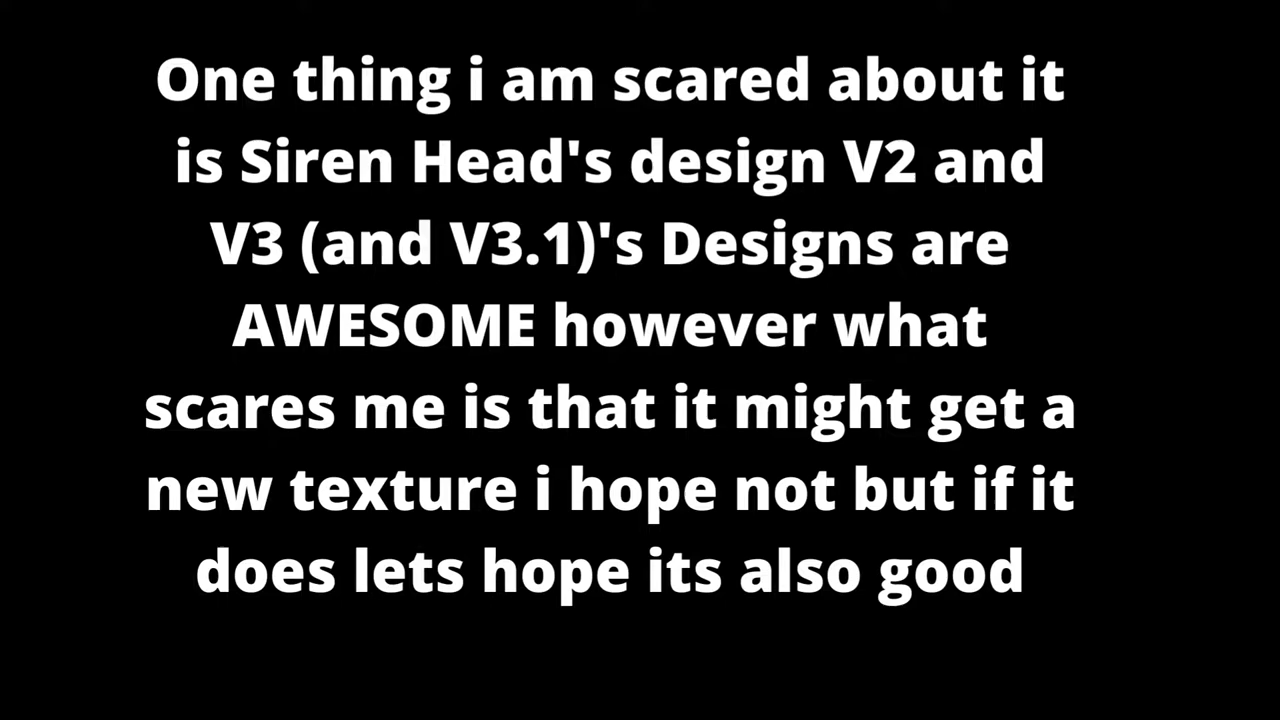 One thing i am scared about it
is Siren Head's design V2 and
V3 (and V3.1)'s Designs are
AWESOME however what
scares me is that it might get a
new texture i hope not but if it
does lets hope its also good